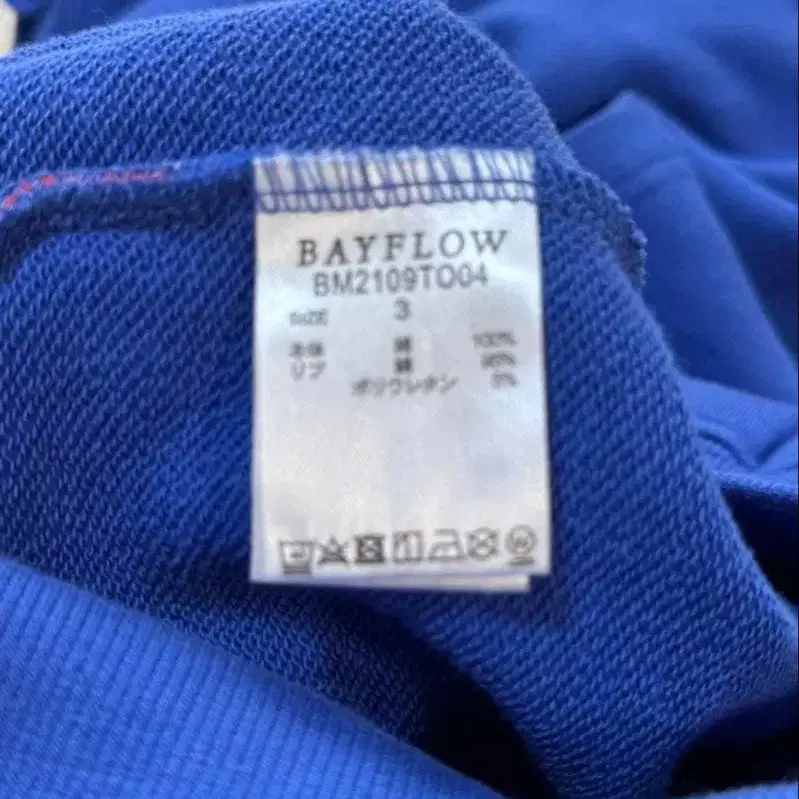 BAYFLOW
BM2109TO04
SIZE 3
本体 綿 100%
リブ 綿 95%
ポリウレタン 5%